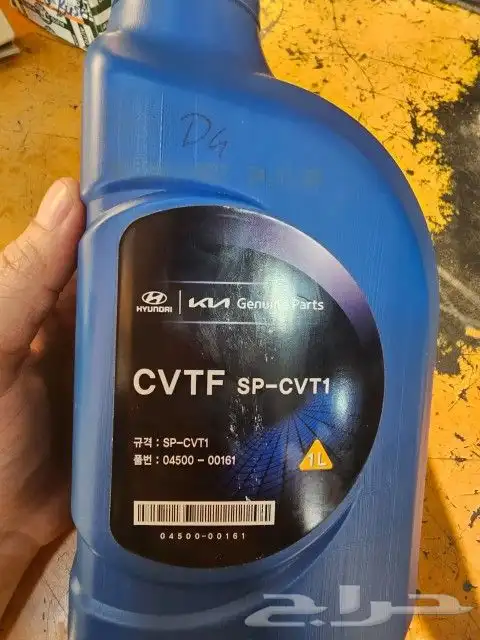 D4
HYUNDAI KIA Genuine Parts
CVTF SP-CVT1
규격 : SP-CVT1
품번 : 04500 - 00161
1L
04500-00161
حراج